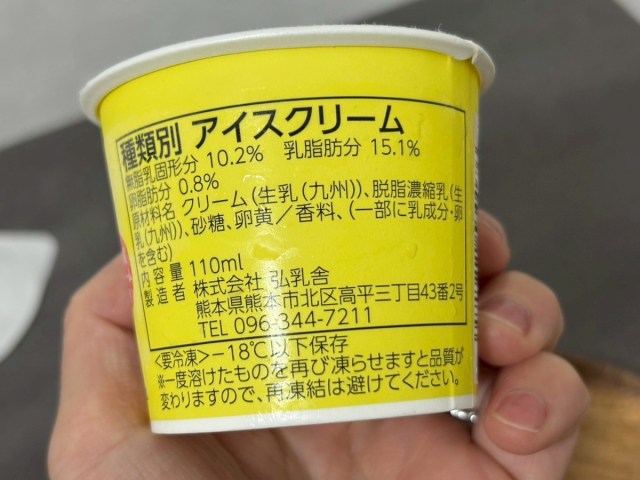 種類別 アイスクリーム
無脂乳固形分 10.2% 乳脂肪分 15.1%
卵脂肪分 0.8%
原材料名 クリーム(生乳(九州))、脱脂濃縮乳(生
乳(九州))、砂糖、卵黄/香料、(一部に乳成分・卵
を含む)
内容量 110ml
製造者 株式会社 弘乳舎
熊本県熊本市北区高平三丁目43番2号
TEL 096-344-7211
<要冷凍>-18℃以下保存
※一度溶けたものを再び凍らせますと品質が
変わりますので、再凍結は避けてください。